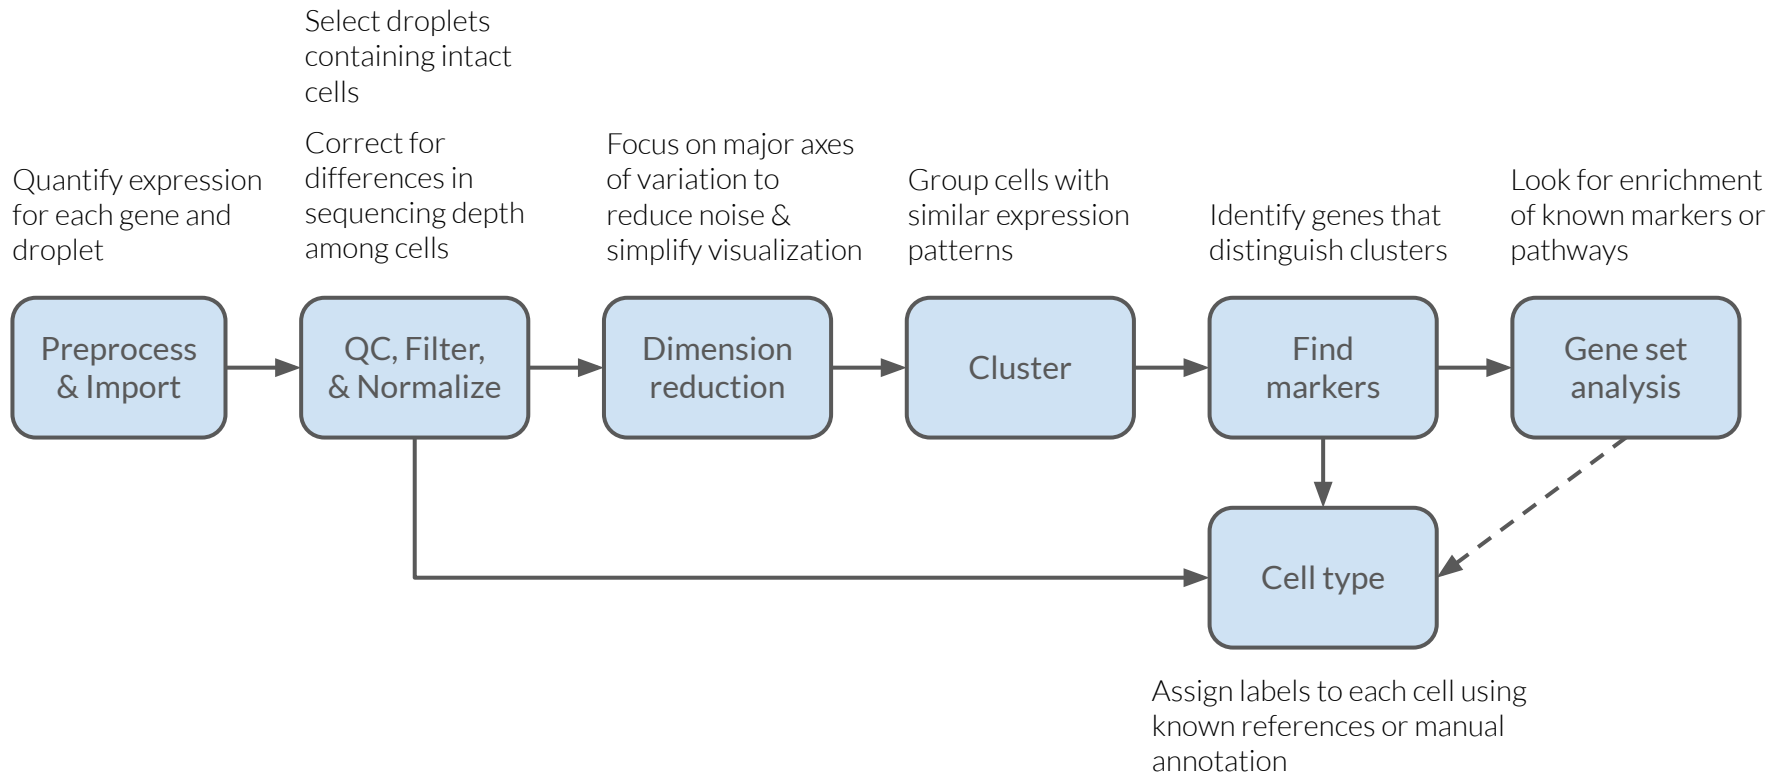 Select droplets
containing intact
cells
Correct for
differences in
sequencing depth
among cells
Quantify expression
for each gene and
droplet
Focus on major axes
of variation to
reduce noise &
simplify visualization
Group cells with
similar expression
patterns
Identify genes that
distinguish clusters
Look for enrichment
of known markers or
pathways
Preprocess
& Import
QC, Filter,
& Normalize
Dimension
reduction
Cluster
Find
markers
Gene set
analysis
Cell type
Assign labels to each cell using
known references or manual
annotation